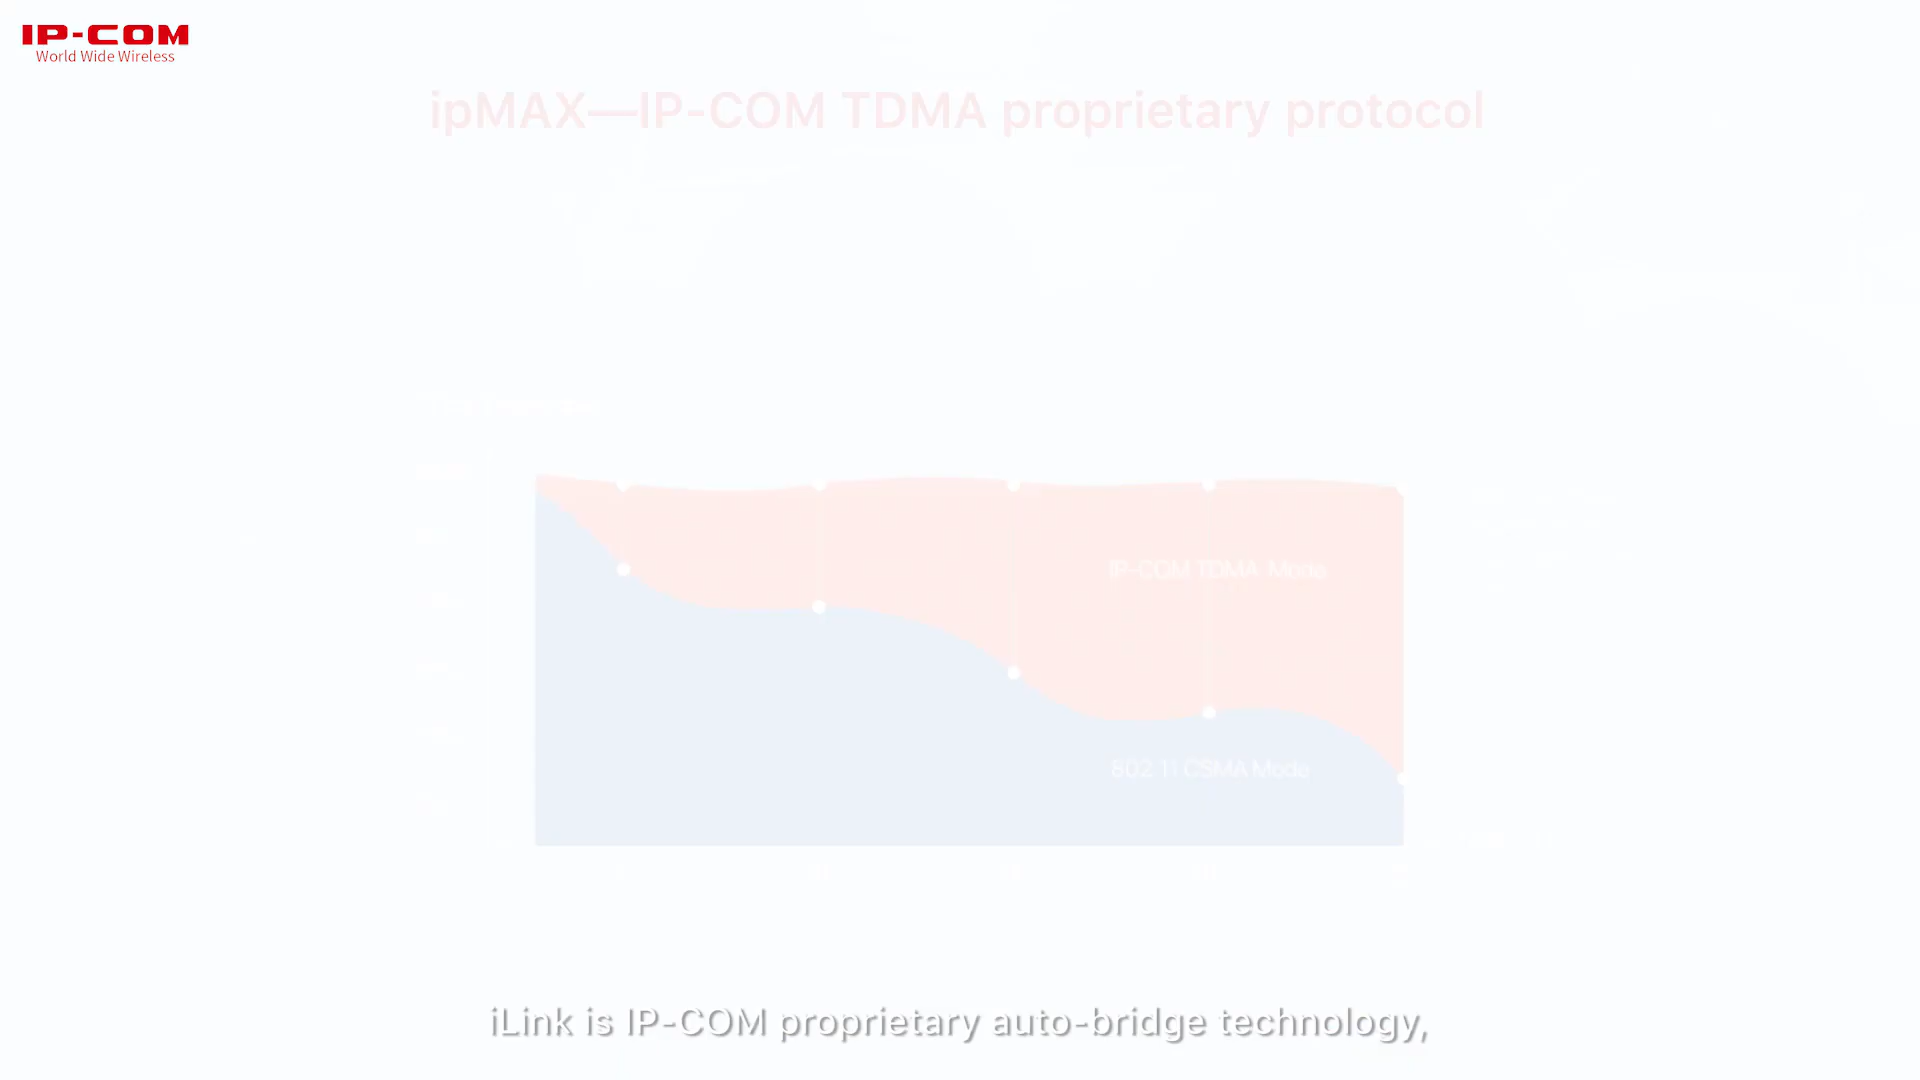 IP-COM
World Wide Wireless
ipMAX—IP-COM TDMA proprietary protocol
IP-COM TDMA Mode
802.11 CSMA Mode
iLink is IP-COM proprietary auto-bridge technology,